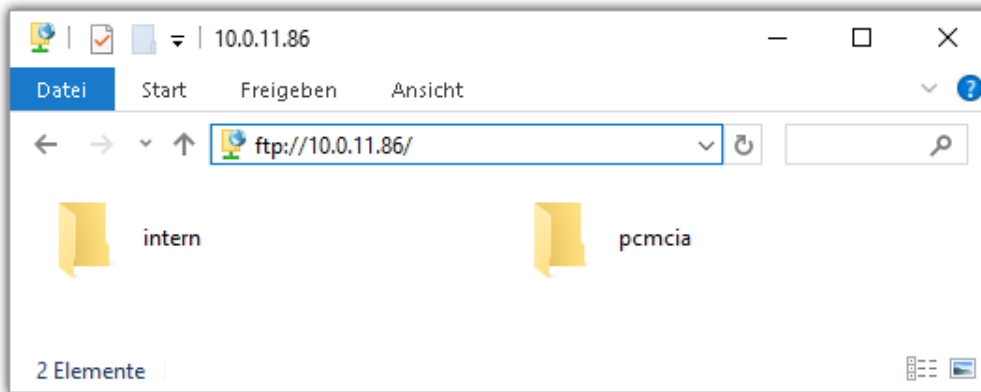 10.0.11.86
Datei Start Freigeben Ansicht
ftp://10.0.11.86/
intern pcmcia
2 Elemente